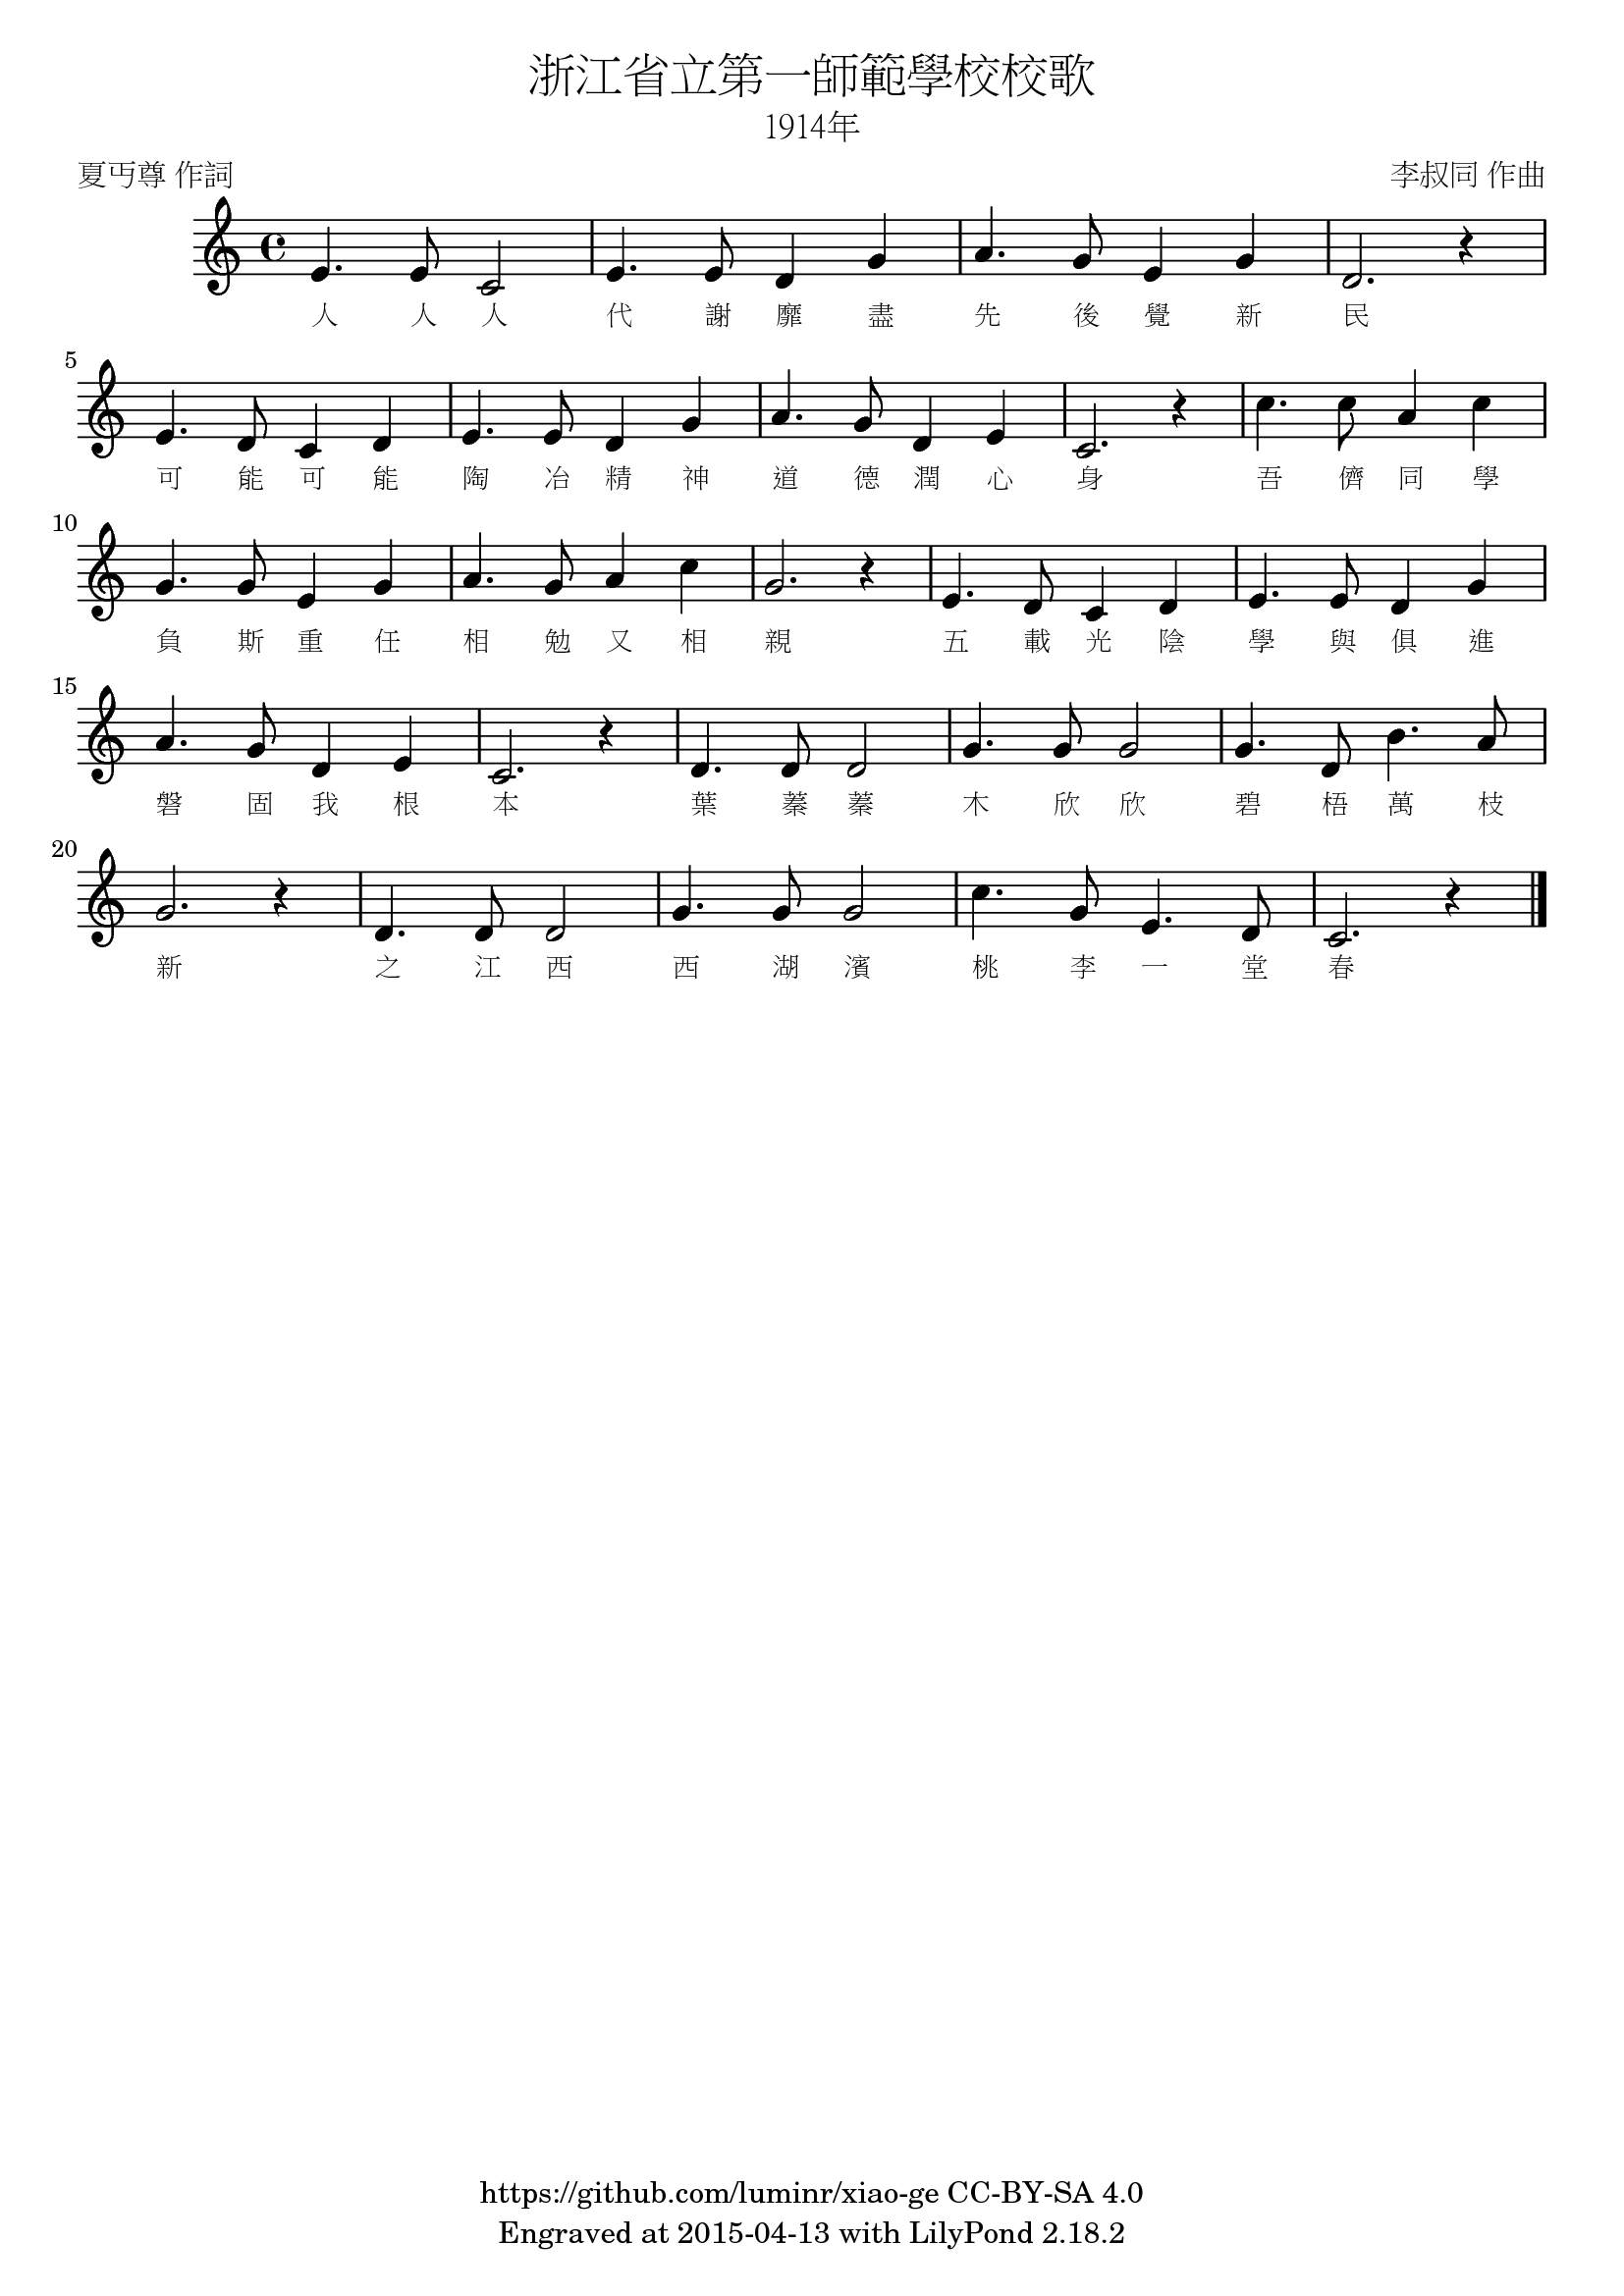 浙江省立第一師範學校校歌
1914年
夏丏尊 作詞 李叔同 作曲
人 人 人 代 謝 靡 盡 先 後 覺 新 民
5
可 能 可 能 陶 冶 精 神 道 德 潤 心 身 吾 儕 同 學
10
負 斯 重 任 相 勉 又 相 親 五 載 光 陰 學 與 俱 進
15
磐 固 我 根 本 葉 蓁 蓁 木 欣 欣 碧 梧 萬 枝
20
新 之 江 西 西 湖 濱 桃 李 一 堂 春
https://github.com/luminr/xiao-ge CC-BY-SA 4.0
Engraved at 2015-04-13 with LilyPond 2.18.2